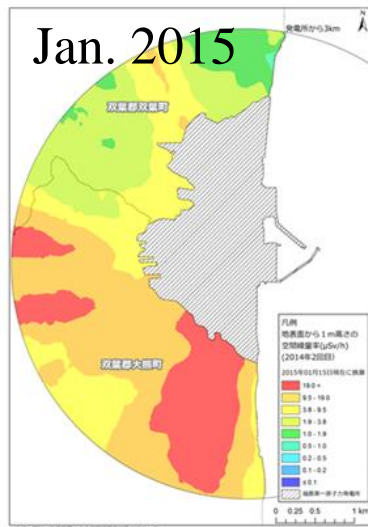 Jan. 2015
発電所から3km
N
双葉郡双葉町
双葉郡大熊町
凡例
地表面から1m高さの
空間線量率(μSv/h)
(2014年2回目)
2015年01月15日現在に換算
19.0 <
9.5 - 19.0
3.8 - 9.5
1.9 - 3.8
1.0 - 1.9
0.5 - 1.0
0.2 - 0.5
0.1 - 0.2
≤ 0.1
福島第一原子力発電所
0 0.25 0.5 1 km